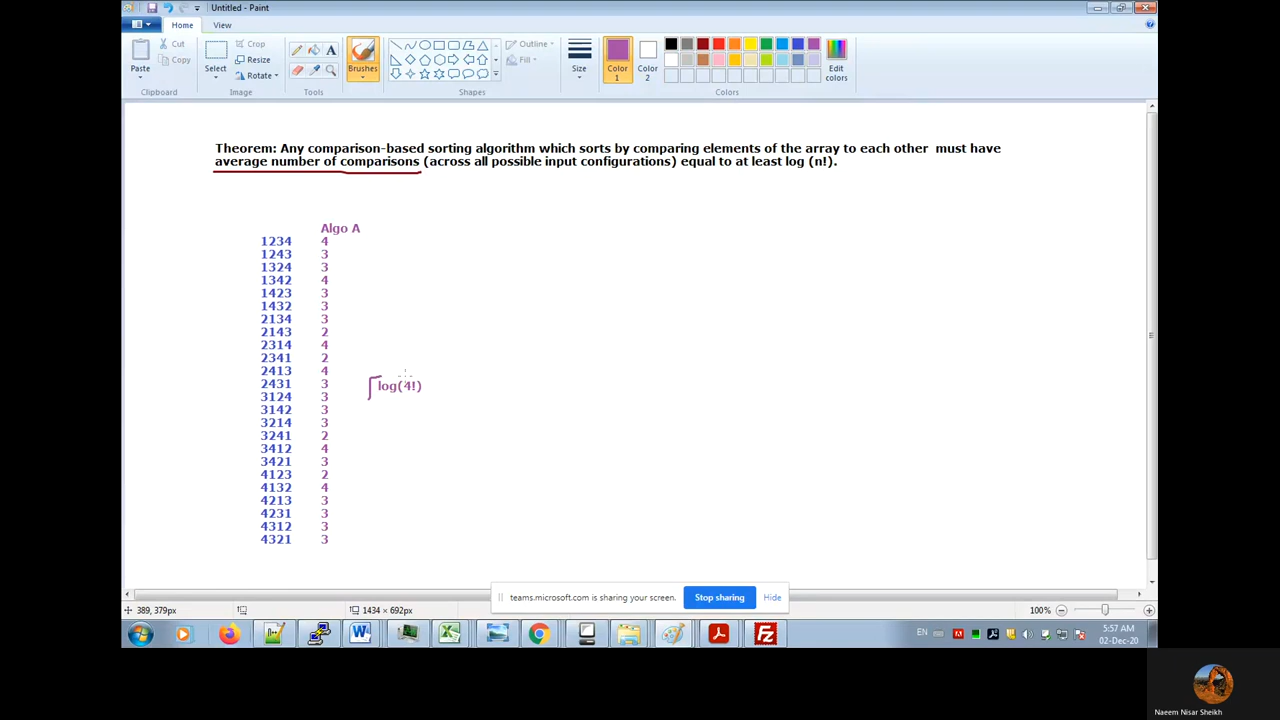 Untitled - Paint
Home
View
Paste
Cut
Copy
Clipboard
Select
Crop
Resize
Rotate
Image
Tools
Brushes
Shapes
Outline
Fill
Size
Color 1
Color 2
Edit colors
Colors
Theorem: Any comparison-based sorting algorithm which sorts by comparing elements of the array to each other must have
average number of comparisons (across all possible input configurations) equal to at least log (n!).
Algo A
1234 4
1243 3
1324 3
1342 4
1423 3
1432 3
2134 3
2143 2
2314 4
2341 2
2413 4
2431 3
log(4!)
3124 3
3142 3
3214 3
3241 2
3412 4
3421 3
4123 2
4132 4
4213 3
4231 3
4312 3
4321 3
teams.microsoft.com is sharing your screen.
Stop sharing
Hide
389, 379px
1434 × 692px
100%
EN
5:57 AM
02-Dec-20
Naeem Nisar Sheikh